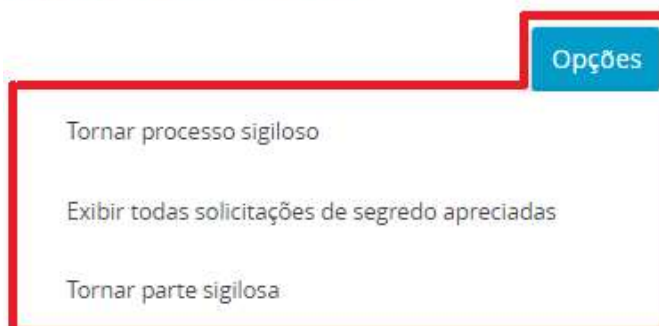 Opções
Tornar processo sigiloso
Exibir todas solicitações de segredo apreciadas
Tornar parte sigilosa